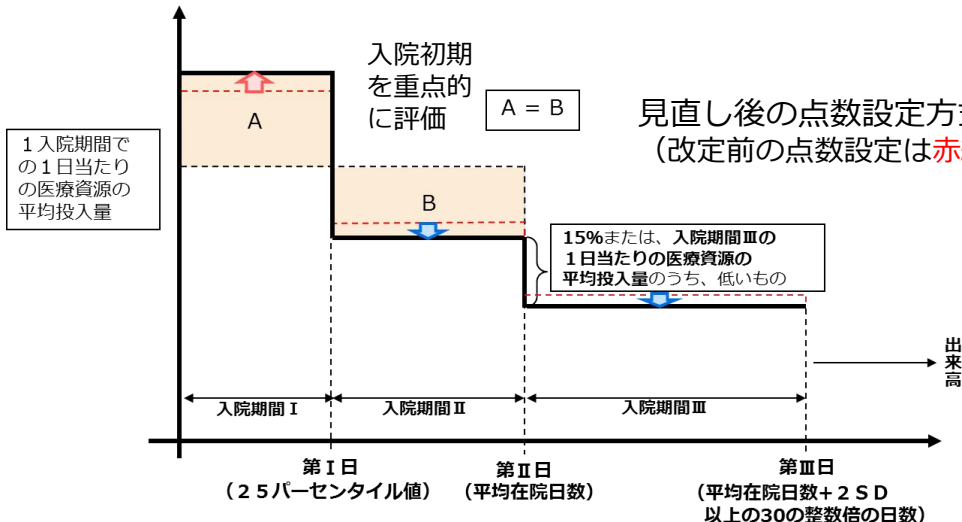 入院初期
を重点的
に評価
A = B
見直し後の点数設定方
(改定前の点数設定は赤
１入院期間で
の１日当たり
の医療資源の
平均投入量
A
B
15%または、入院期間Ⅲの
１日当たりの医療資源の
平均投入量のうち、低いもの
出
来
高
入院期間Ⅰ
入院期間Ⅱ
入院期間Ⅲ
第Ⅰ日
(２５パーセンタイル値)
第Ⅱ日
(平均在院日数)
第Ⅲ日
(平均在院日数+２ＳＤ
以上の30の整数倍の日数)